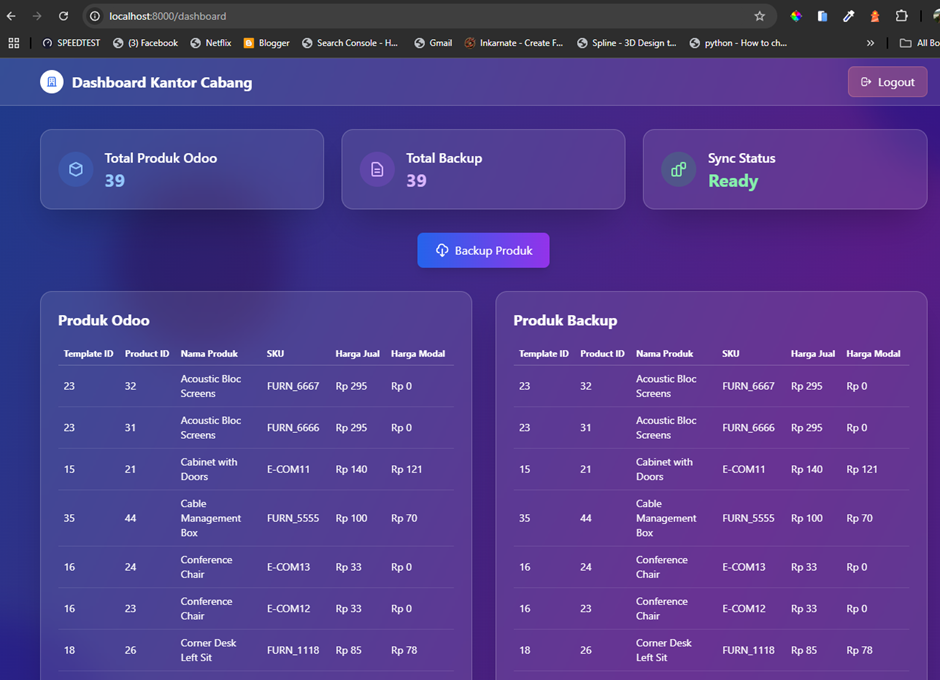 localhost:8000/dashboard
SPEEDTEST (3) Facebook Netflix Blogger Search Console - H... Gmail Inkarnate - Create F... Spline - 3D Design t... python - How to ch... » All Bo
Dashboard Kantor Cabang Logout
Total Produk Odoo
39
Total Backup
39
Sync Status
Ready
Backup Produk
Produk Odoo
Template ID Product ID Nama Produk SKU Harga Jual Harga Modal
23 32 Acoustic Bloc Screens FURN_6667 Rp 295 Rp 0
23 31 Acoustic Bloc Screens FURN_6666 Rp 295 Rp 0
15 21 Cabinet with Doors E-COM11 Rp 140 Rp 121
35 44 Cable Management Box FURN_5555 Rp 100 Rp 70
16 24 Conference Chair E-COM13 Rp 33 Rp 0
16 23 Conference Chair E-COM12 Rp 33 Rp 0
18 26 Corner Desk Left Sit FURN_1118 Rp 85 Rp 78
Produk Backup
Template ID Product ID Nama Produk SKU Harga Jual Harga Modal
23 32 Acoustic Bloc Screens FURN_6667 Rp 295 Rp 0
23 31 Acoustic Bloc Screens FURN_6666 Rp 295 Rp 0
15 21 Cabinet with Doors E-COM11 Rp 140 Rp 121
35 44 Cable Management Box FURN_5555 Rp 100 Rp 70
16 24 Conference Chair E-COM13 Rp 33 Rp 0
16 23 Conference Chair E-COM12 Rp 33 Rp 0
18 26 Corner Desk Left Sit FURN_1118 Rp 85 Rp 78